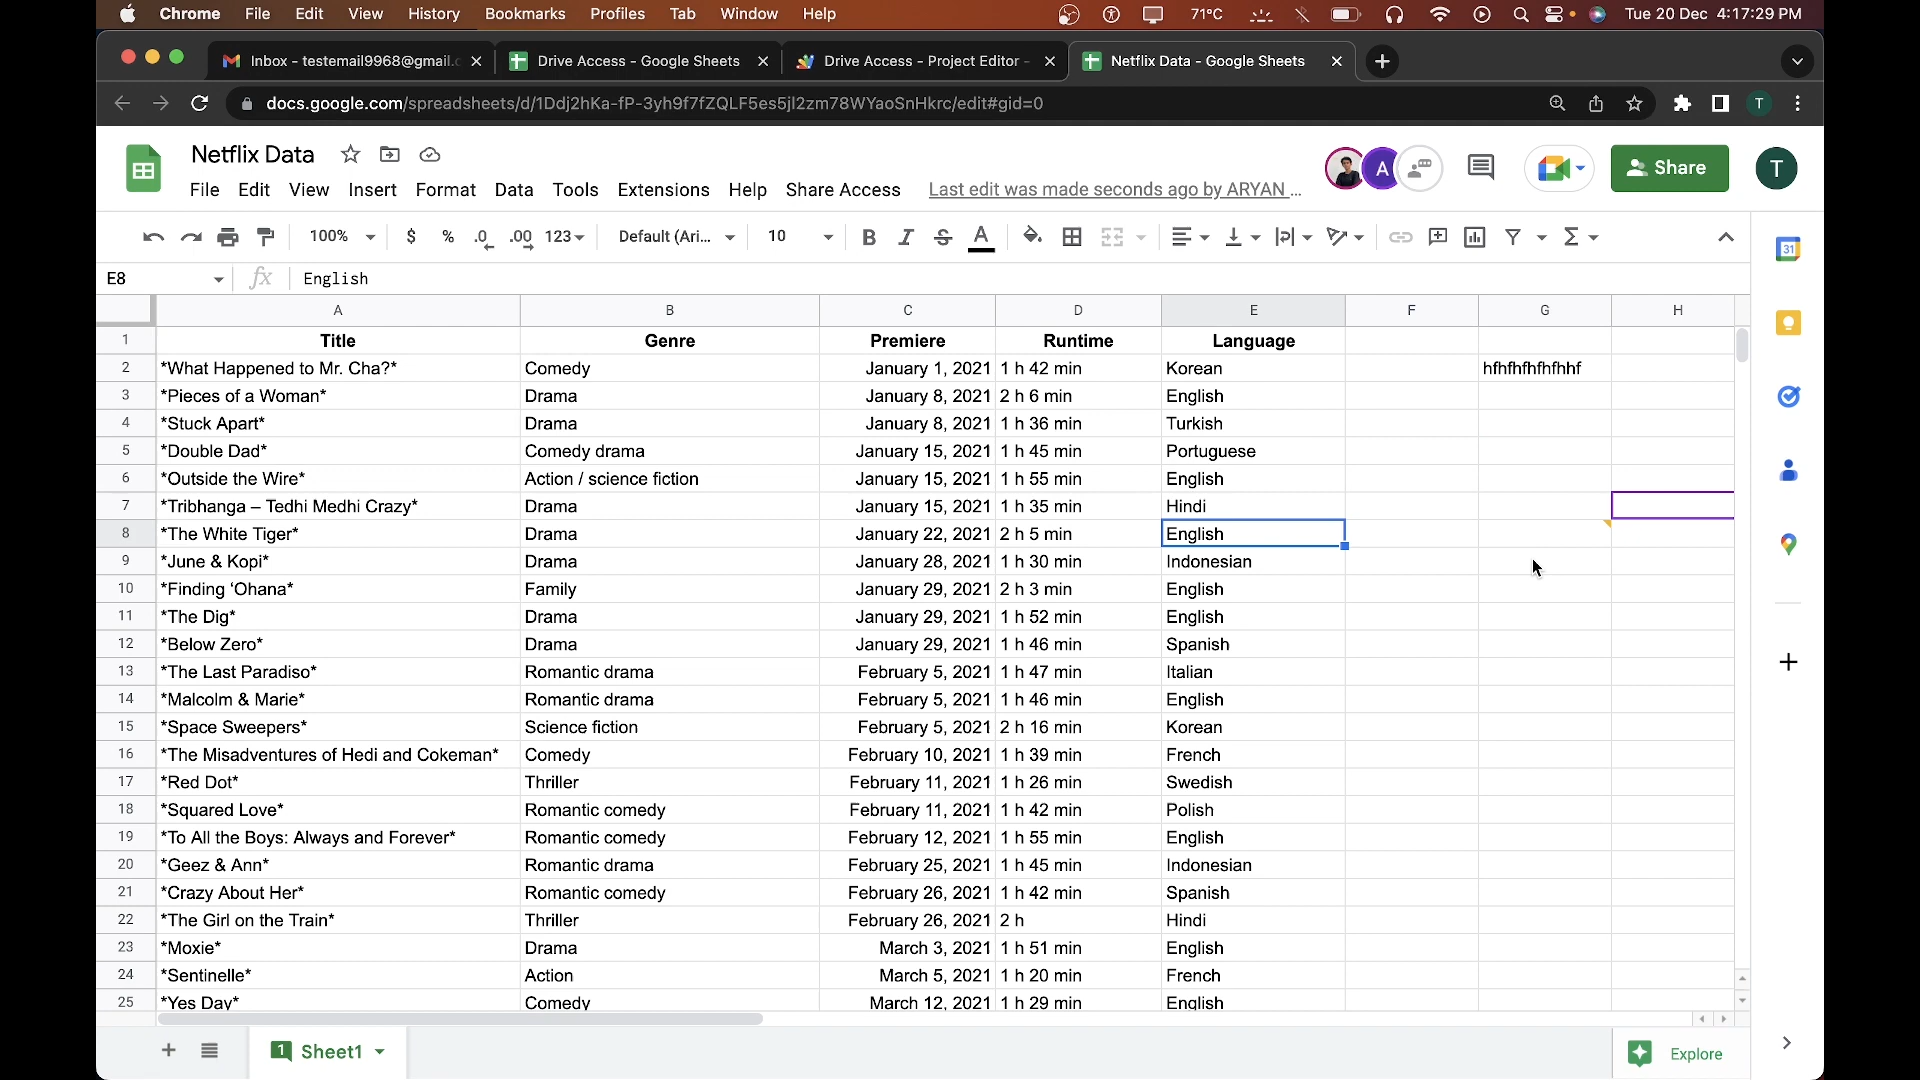 Chrome File Edit View History Bookmarks Profiles Tab Window Help 71°C Tue 20 Dec 4:17:29 PM
Inbox - testemail9968@gmail.c Drive Access - Google Sheets Drive Access - Project Editor - Netflix Data - Google Sheets
docs.google.com/spreadsheets/d/1Ddj2hKa-fP-3yh9f7fZQLF5es5jl2zm78WYaoSnHkrc/edit#gid=0 T
Netflix Data A Share T
File Edit View Insert Format Data Tools Extensions Help Share Access Last edit was made seconds ago by ARYAN ...
100% $ % .0 .00 123 Default (Ari... 10 B I S A Σ 31
E8 fx English
A B C D E F G H
1 Title Genre Premiere Runtime Language
2 *What Happened to Mr. Cha?* Comedy January 1, 2021 1 h 42 min Korean hfhfhfhfhfhhf
3 *Pieces of a Woman* Drama January 8, 2021 2 h 6 min English
4 *Stuck Apart* Drama January 8, 2021 1 h 36 min Turkish
5 *Double Dad* Comedy drama January 15, 2021 1 h 45 min Portuguese
6 *Outside the Wire* Action / science fiction January 15, 2021 1 h 55 min English
7 *Tribhanga – Tedhi Medhi Crazy* Drama January 15, 2021 1 h 35 min Hindi
8 *The White Tiger* Drama January 22, 2021 2 h 5 min English
9 *June & Kopi* Drama January 28, 2021 1 h 30 min Indonesian
10 *Finding ‘Ohana* Family January 29, 2021 2 h 3 min English
11 *The Dig* Drama January 29, 2021 1 h 52 min English
12 *Below Zero* Drama January 29, 2021 1 h 46 min Spanish
13 *The Last Paradiso* Romantic drama February 5, 2021 1 h 47 min Italian
14 *Malcolm & Marie* Romantic drama February 5, 2021 1 h 46 min English
15 *Space Sweepers* Science fiction February 5, 2021 2 h 16 min Korean
16 *The Misadventures of Hedi and Cokeman* Comedy February 10, 2021 1 h 39 min French
17 *Red Dot* Thriller February 11, 2021 1 h 26 min Swedish
18 *Squared Love* Romantic comedy February 11, 2021 1 h 42 min Polish
19 *To All the Boys: Always and Forever* Romantic comedy February 12, 2021 1 h 55 min English
20 *Geez & Ann* Romantic drama February 25, 2021 1 h 45 min Indonesian
21 *Crazy About Her* Romantic comedy February 26, 2021 1 h 42 min Spanish
22 *The Girl on the Train* Thriller February 26, 2021 2 h Hindi
23 *Moxie* Drama March 3, 2021 1 h 51 min English
24 *Sentinelle* Action March 5, 2021 1 h 20 min French
25 *Yes Day* Comedy March 12, 2021 1 h 29 min English
1 Sheet1 Explore